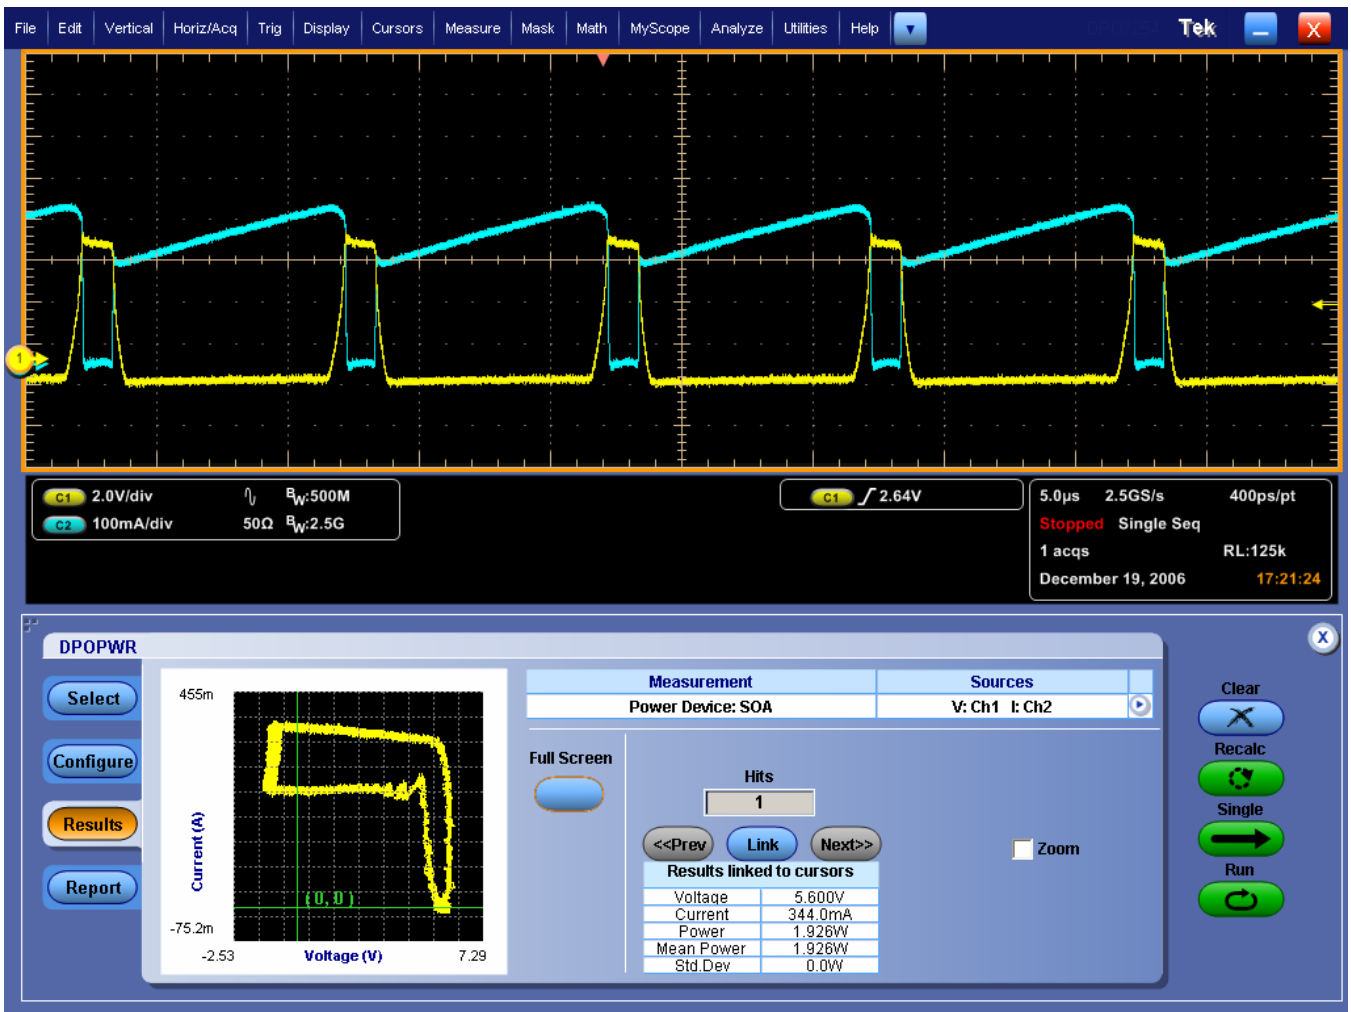 File Edit Vertical Horiz/Acq Trig Display Cursors Measure Mask Math MyScope Analyze Utilities Help Tek X
1
C1 2.0V/div BW:500M
C2 100mA/div 50Ω BW:2.5G
C1 2.64V
5.0µs 2.5GS/s 400ps/pt
Stopped Single Seq
1 acqs RL:125k
December 19, 2006 17:21:24
DPOPWR
X
Select
Configure
Results
Report
455m
Current (A)
(0,0)
-75.2m
-2.53 Voltage (V) 7.29
Measurement Sources
Power Device: SOA V: Ch1 I: Ch2
Full Screen
Hits
1
<<Prev Link Next>>
Results linked to cursors
Voltage 5.600V
Current 344.0mA
Power 1.926W
Mean Power 1.926W
Std.Dev 0.0W
Zoom
Clear
Recalc
Single
Run